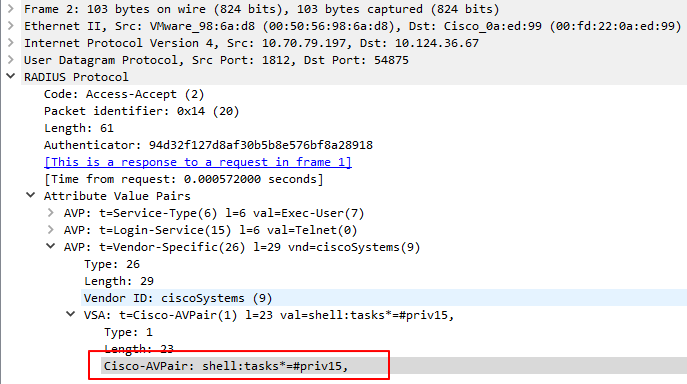 Frame 2: 103 bytes on wire (824 bits), 103 bytes captured (824 bits)
Ethernet II, Src: VMware_98:6a:d8 (00:50:56:98:6a:d8), Dst: Cisco_0a:ed:99 (00:fd:22:0a:ed:99)
Internet Protocol Version 4, Src: 10.70.79.197, Dst: 10.124.36.67
User Datagram Protocol, Src Port: 1812, Dst Port: 54875
RADIUS Protocol
Code: Access-Accept (2)
Packet identifier: 0x14 (20)
Length: 61
Authenticator: 94d32f127d8af30b5b8e576bf8a28918
[This is a response to a request in frame 1]
[Time from request: 0.000572000 seconds]
Attribute Value Pairs
AVP: t=Service-Type(6) l=6 val=Exec-User(7)
AVP: t=Login-Service(15) l=6 val=Telnet(0)
AVP: t=Vendor-Specific(26) l=29 vnd=ciscoSystems(9)
Type: 26
Length: 29
Vendor ID: ciscoSystems (9)
VSA: t=Cisco-AVPair(1) l=23 val=shell:tasks*=#priv15,
Type: 1
Length: 23
Cisco-AVPair: shell:tasks*=#priv15,